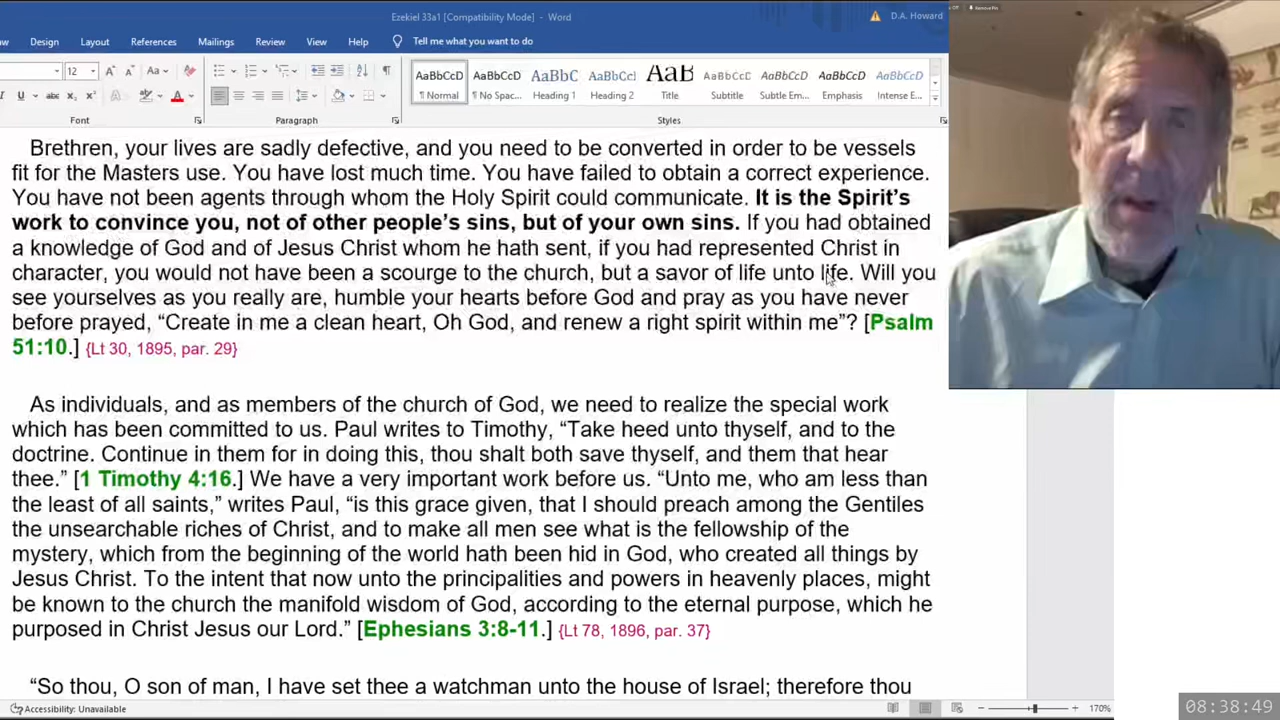 Ezekiel 33a1 [Compatibility Mode] - Word
D.A. Howard
Design Layout References Mailings Review View Help Tell me what you want to do
12
AaBbCcD AaBbCcD AaBbC AaBbCcC AaB AaBbCcD AaBbCcD AaBbCcD AaBbCcD
¶ Normal ¶ No Spac... Heading 1 Heading 2 Title Subtitle Subtle Em... Emphasis Intense E...
Font Paragraph Styles
Brethren, your lives are sadly defective, and you need to be converted in order to be vessels
fit for the Masters use. You have lost much time. You have failed to obtain a correct experience.
You have not been agents through whom the Holy Spirit could communicate. It is the Spirit’s
work to convince you, not of other people’s sins, but of your own sins. If you had obtained
a knowledge of God and of Jesus Christ whom he hath sent, if you had represented Christ in
character, you would not have been a scourge to the church, but a savor of life unto life. Will you
see yourselves as you really are, humble your hearts before God and pray as you have never
before prayed, “Create in me a clean heart, Oh God, and renew a right spirit within me”? [Psalm
51:10.] {Lt 30, 1895, par. 29}
As individuals, and as members of the church of God, we need to realize the special work
which has been committed to us. Paul writes to Timothy, “Take heed unto thyself, and to the
doctrine. Continue in them for in doing this, thou shalt both save thyself, and them that hear
thee.” [1 Timothy 4:16.] We have a very important work before us. “Unto me, who am less than
the least of all saints,” writes Paul, “is this grace given, that I should preach among the Gentiles
the unsearchable riches of Christ, and to make all men see what is the fellowship of the
mystery, which from the beginning of the world hath been hid in God, who created all things by
Jesus Christ. To the intent that now unto the principalities and powers in heavenly places, might
be known to the church the manifold wisdom of God, according to the eternal purpose, which he
purposed in Christ Jesus our Lord.” [Ephesians 3:8-11.] {Lt 78, 1896, par. 37}
“So thou, O son of man, I have set thee a watchman unto the house of Israel; therefore thou
Accessibility: Unavailable
170%
08:38:49